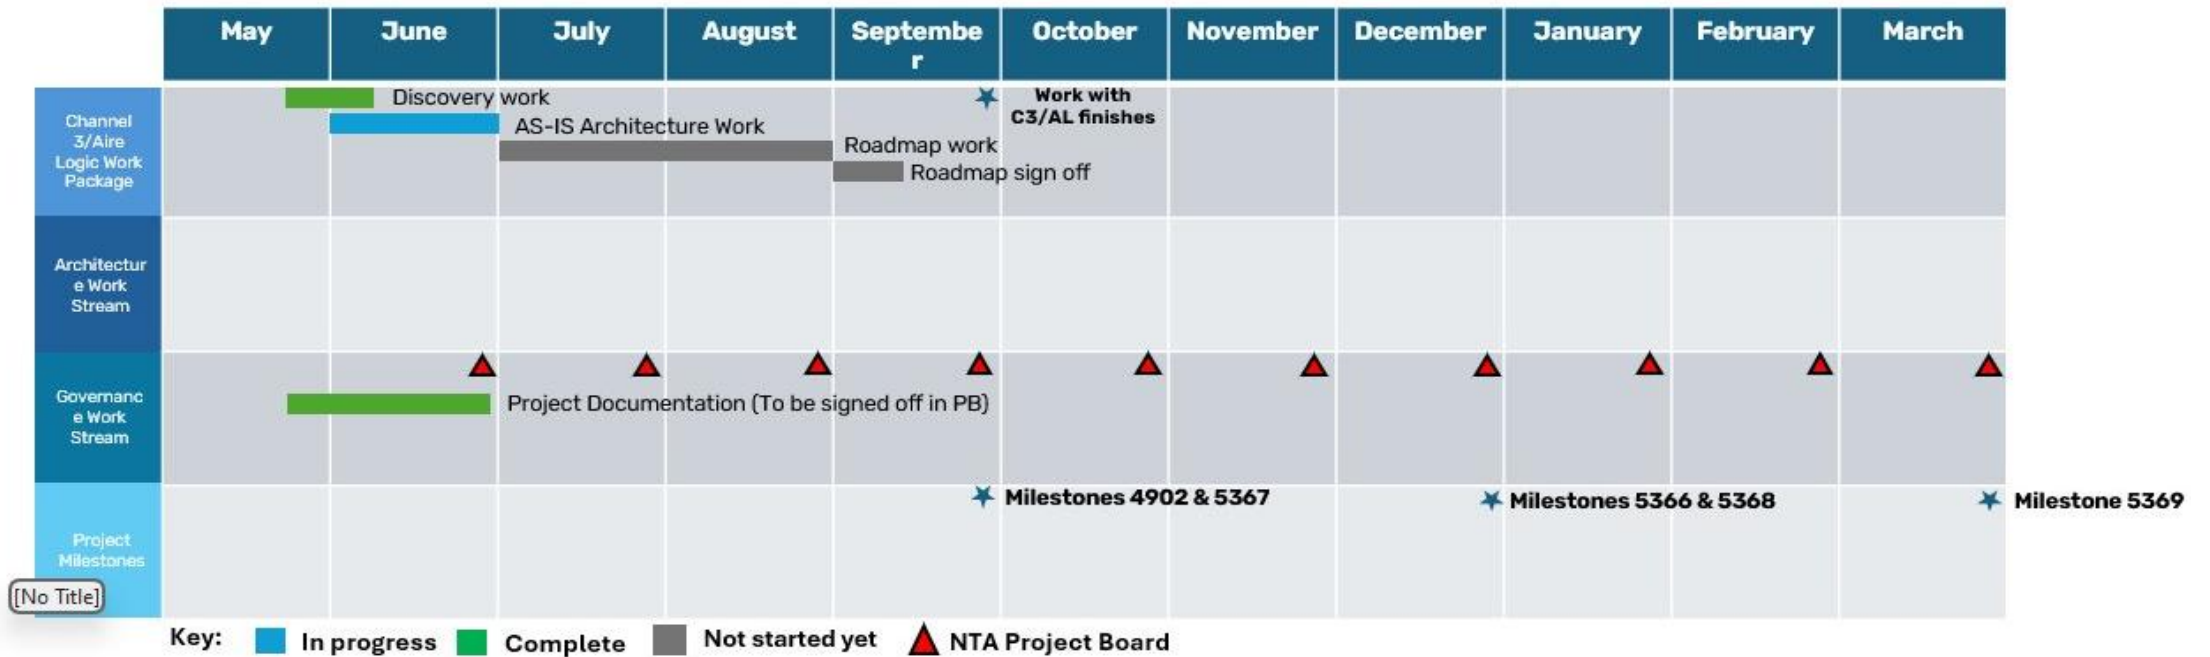 May
June
July
August
Septembe
r
October
November
December
January
February
March
Channel
3/Aire
Logic Work
Package
Discovery work
AS-IS Architecture Work
Roadmap work
Roadmap sign off
Work with
C3/AL finishes
Architectur
e Work
Stream
Governanc
e Work
Stream
Project Documentation (To be signed off in PB)
Project
Milestones
Milestones 4902 & 5367
Milestones 5366 & 5368
Milestone 5369
[No Title]
Key:
In progress
Complete
Not started yet
NTA Project Board